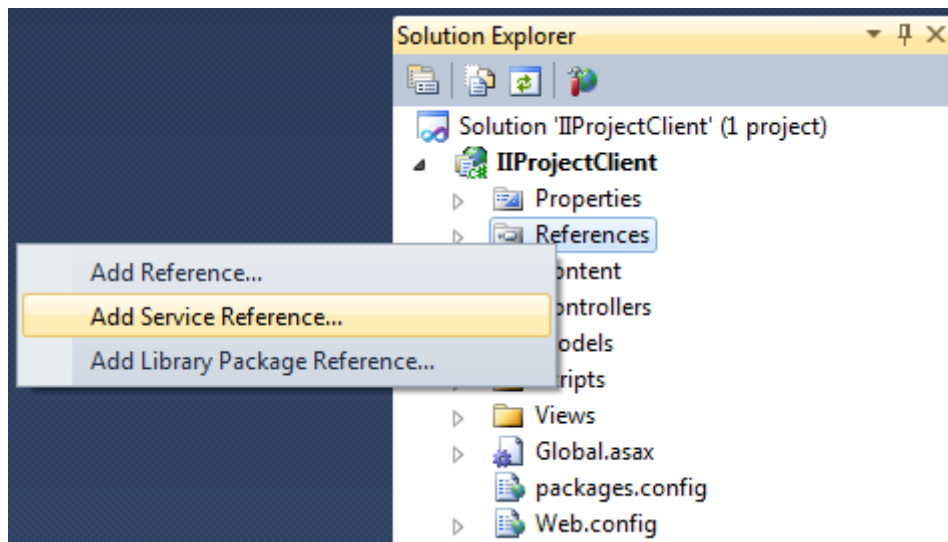 Solution Explorer
Solution 'IIProjectClient' (1 project)
IIProjectClient
Properties
References
Add Reference...
Add Service Reference...
Add Library Package Reference...
Views
Global.asax
packages.config
Web.config